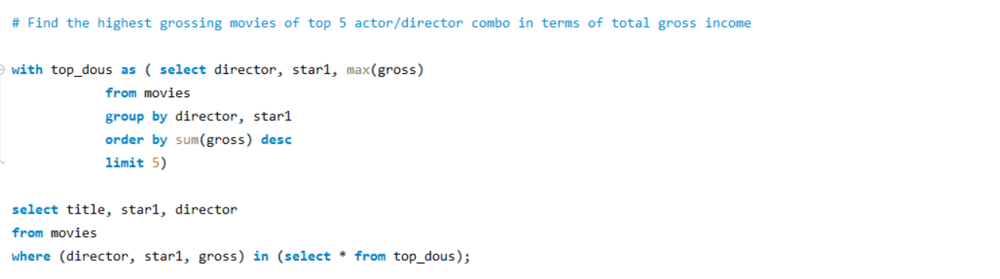 # Find the highest grossing movies of top 5 actor/director combo in terms of total gross income
with top_dous as ( select director, star1, max(gross)
from movies
group by director, star1
order by sum(gross) desc
limit 5)
select title, star1, director
from movies
where (director, star1, gross) in (select * from top_dous);